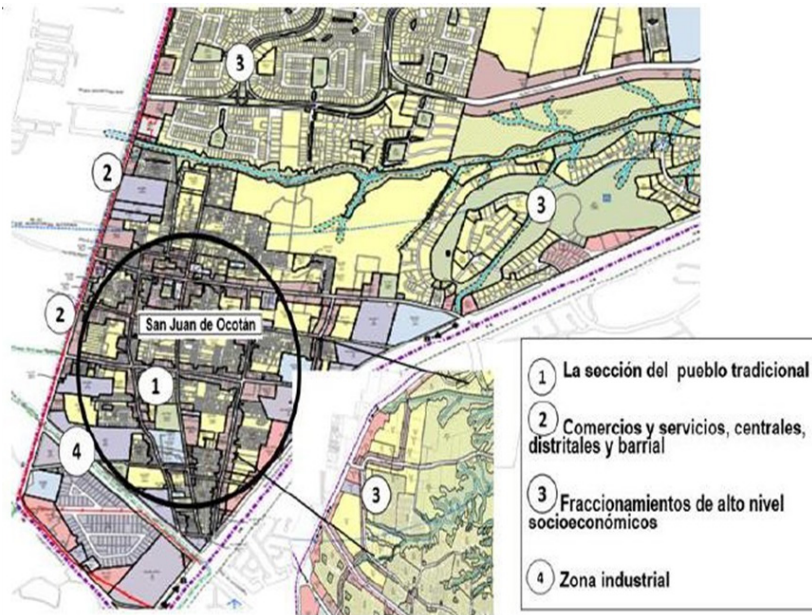 3
2
3
San Juan de Ocotán
2
1
4
3
1 La sección del pueblo tradicional
2 Comercios y servicios, centrales,
distritales y barrial
3 Fraccionamientos de alto nivel
socioeconómicos
4 Zona industrial